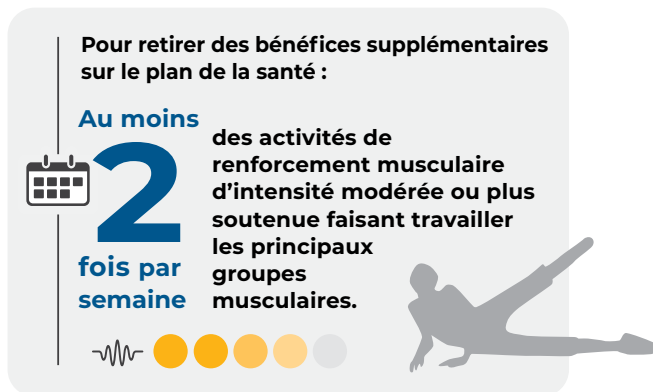 Pour retirer des bénéfices supplémentaires
sur le plan de la santé :
Au moins
2
fois par
semaine
des activités de
renforcement musculaire
d’intensité modérée ou plus
soutenue faisant travailler
les principaux
groupes
musculaires.